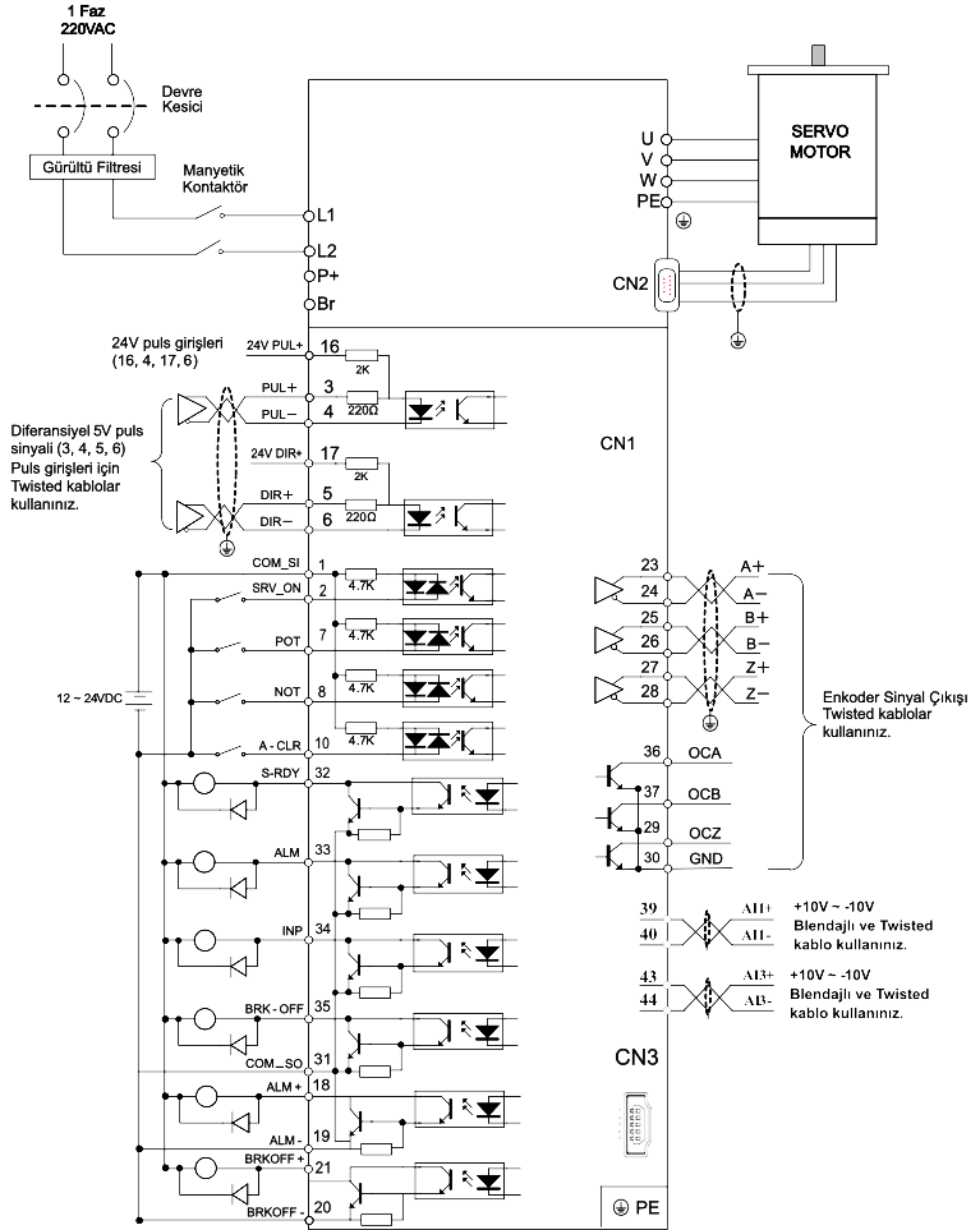 1 Faz
220VAC
Devre
Kesici
Gürültü Filtresi
Manyetik
Kontaktör
L1
L2
P+
Br
U
V
W
PE
SERVO
MOTOR
CN2
24V puls girişleri
(16, 4, 17, 6)
24V PUL+ 16
2K
PUL+ 3
220Ω
PUL− 4
Diferansiyel 5V puls
sinyali (3, 4, 5, 6)
Puls girişleri için
Twisted kablolar
kullanınız.
24V DIR+ 17
2K
DIR+ 5
220Ω
DIR− 6
CN1
COM_SI 1
4.7K
SRV_ON 2
POT 7
4.7K
NOT 8
4.7K
A - CLR 10
4.7K
12 ~ 24VDC
S-RDY 32
ALM 33
INP 34
BRK - OFF 35
COM_SO 31
ALM + 18
ALM - 19
BRKOFF + 21
BRKOFF - 20
23 A+
24 A−
25 B+
26 B−
27 Z+
28 Z−
Enkoder Sinyal Çıkışı
Twisted kablolar
kullanınız.
36 OCA
37 OCB
29 OCZ
30 GND
39 AI1+ +10V ~ -10V
40 AI1- Blendajlı ve Twisted
kablo kullanınız.
43 AI3+ +10V ~ -10V
44 AI3- Blendajlı ve Twisted
kablo kullanınız.
CN3
PE